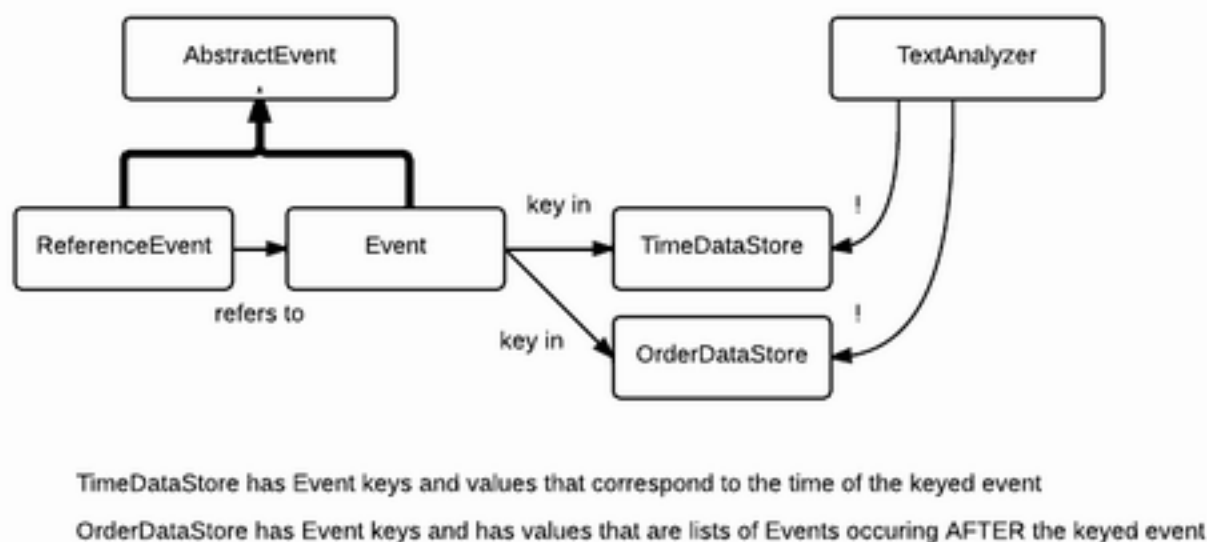 AbstractEvent
TextAnalyzer
key in
!
ReferenceEvent
Event
TimeDataStore
refers to
!
key in
OrderDataStore
TimeDataStore has Event keys and values that correspond to the time of the keyed event
OrderDataStore has Event keys and has values that are lists of Events occuring AFTER the keyed event